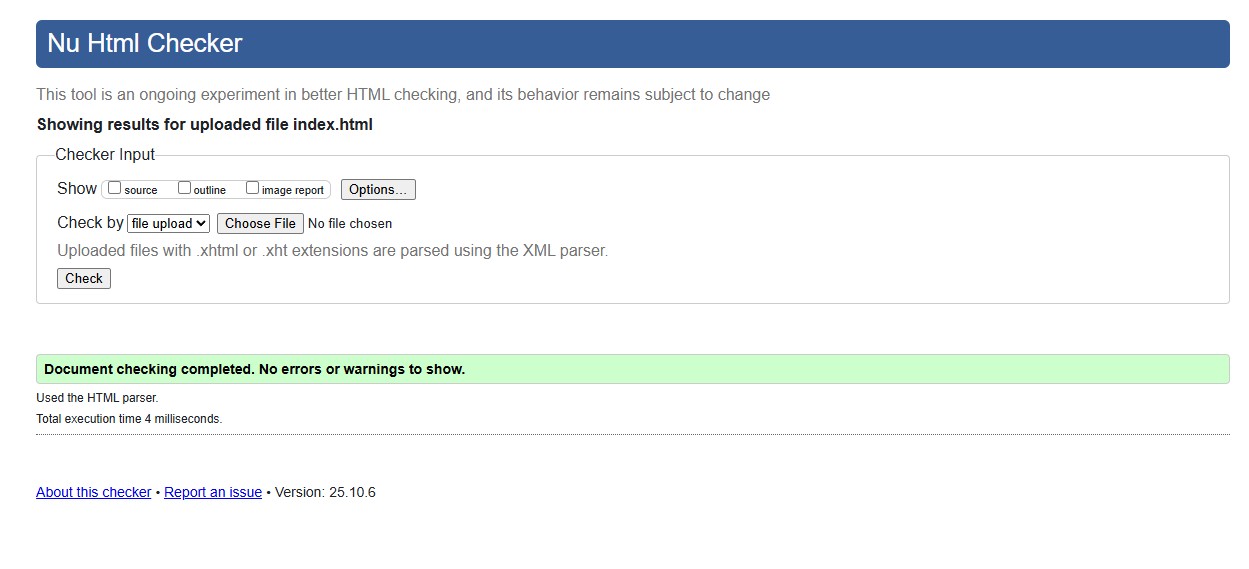 Nu Html Checker
This tool is an ongoing experiment in better HTML checking, and its behavior remains subject to change
Showing results for uploaded file index.html
Checker Input
Show source outline image report Options...
Check by file upload Choose File No file chosen
Uploaded files with .xhtml or .xht extensions are parsed using the XML parser.
Check
Document checking completed. No errors or warnings to show.
Used the HTML parser.
Total execution time 4 milliseconds.
About this checker • Report an issue • Version: 25.10.6